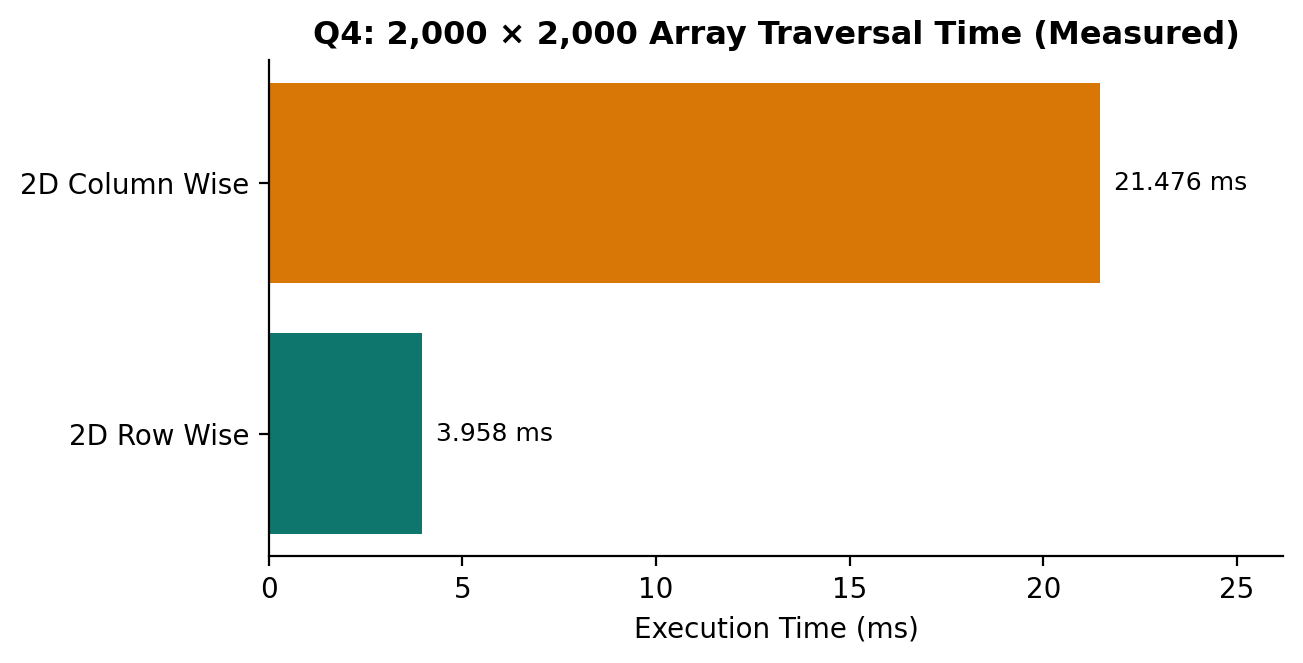 Q4: 2,000 × 2,000 Array Traversal Time (Measured)
2D Column Wise
21.476 ms
2D Row Wise
3.958 ms
0 5 10 15 20 25
Execution Time (ms)